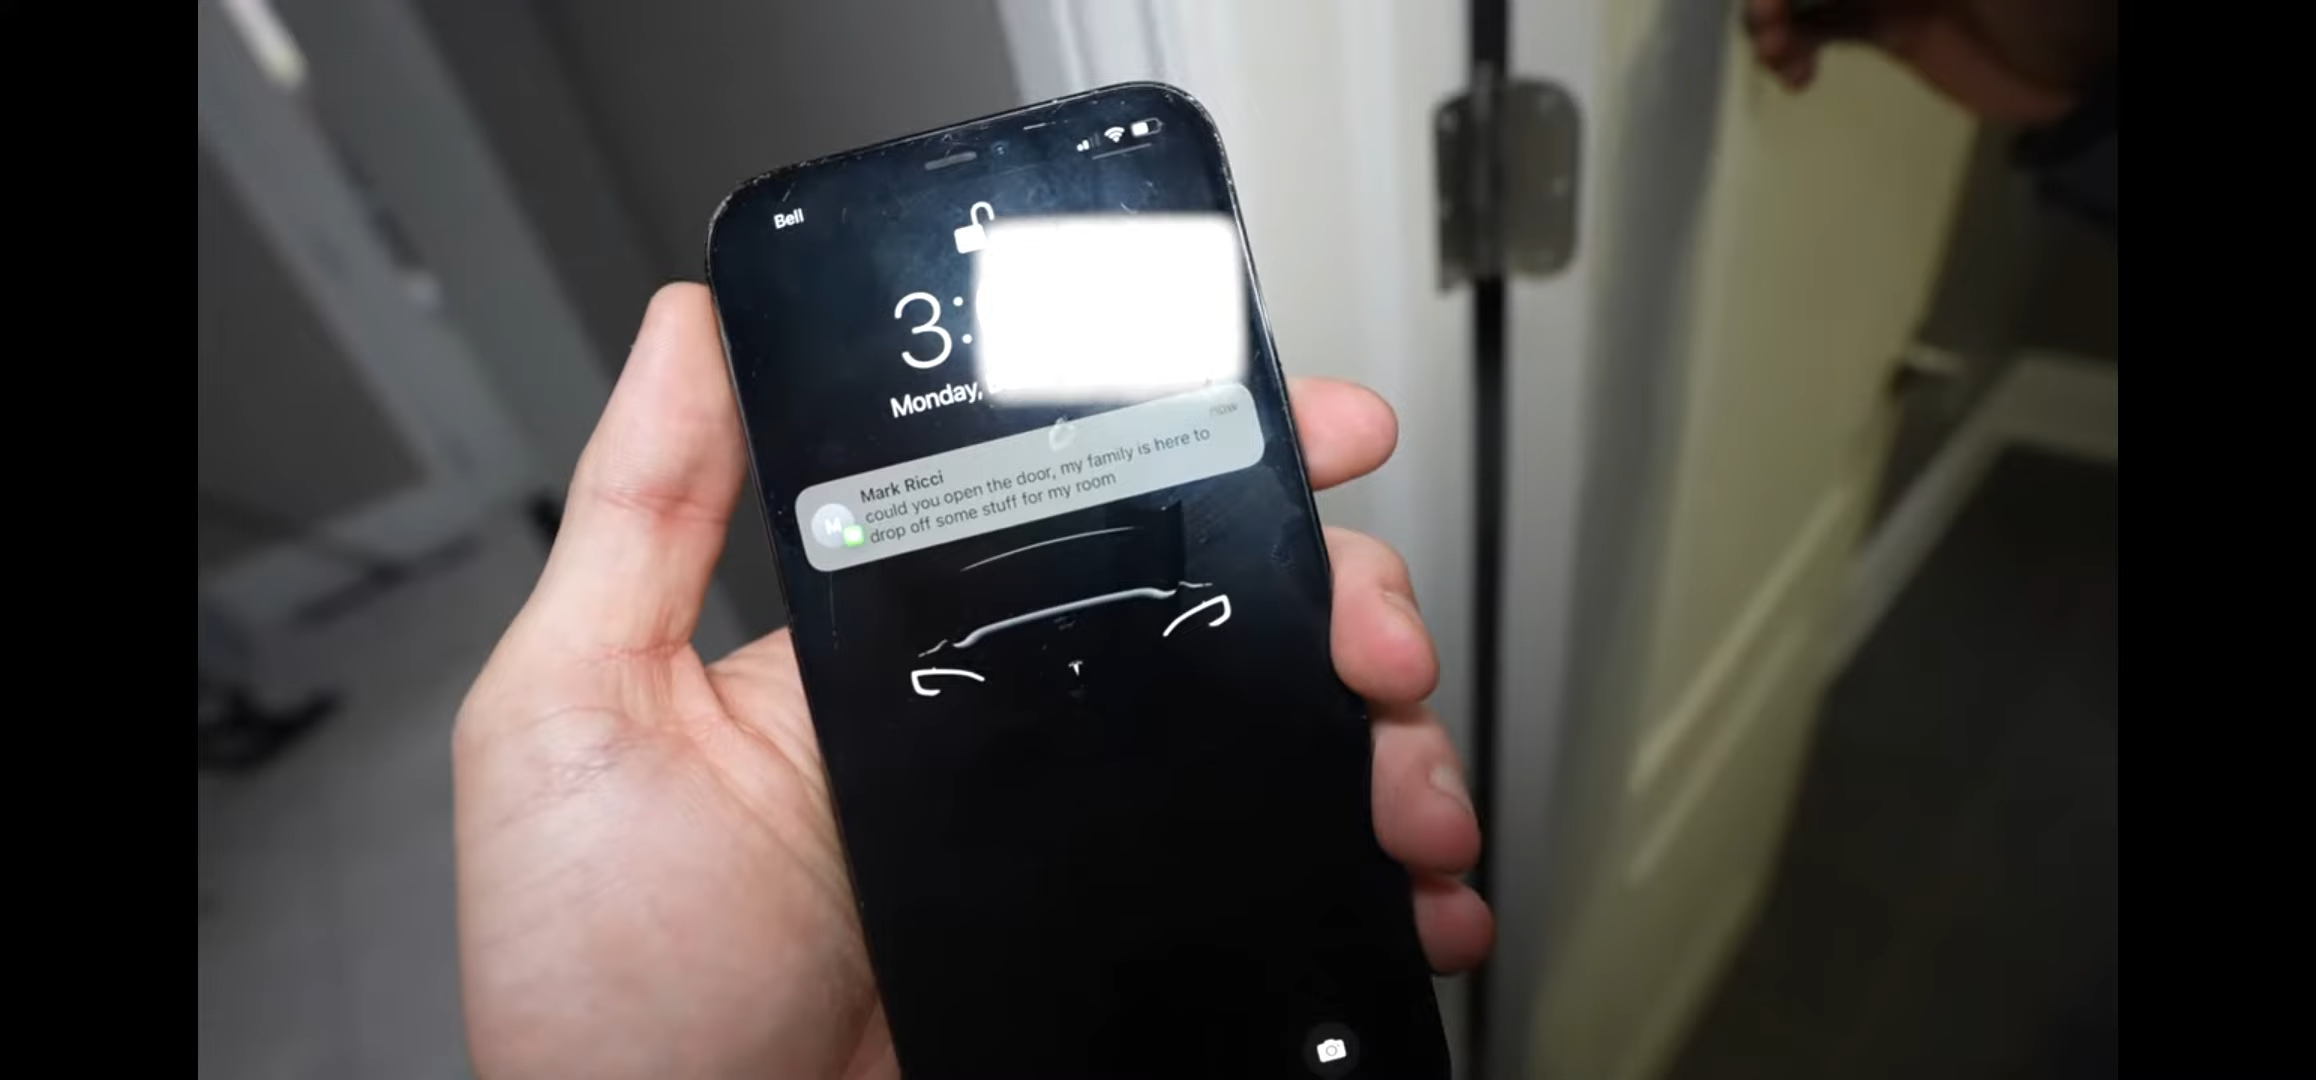 Bell
3:
Monday,
now
Mark Ricci
could you open the door, my family is here to
drop off some stuff for my room
M